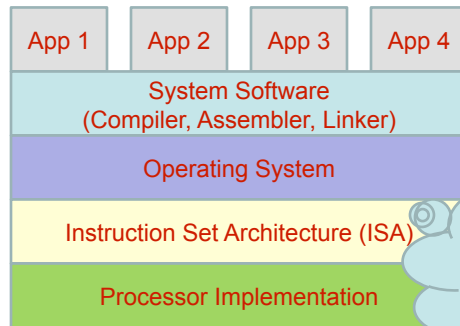 App 1
App 2
App 3
App 4
System Software
(Compiler, Assembler, Linker)
Operating System
Instruction Set Architecture (ISA)
Processor Implementation